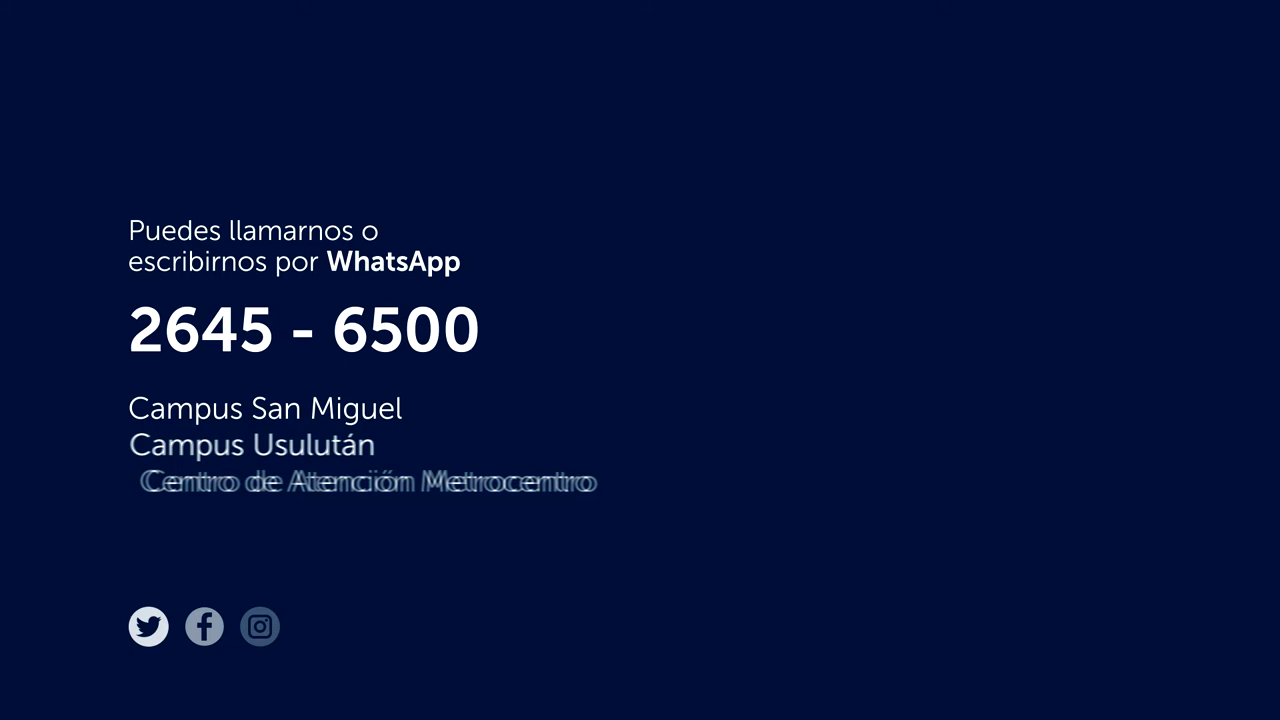 Puedes llamarnos o
escribirnos por WhatsApp
2645 - 6500
Campus San Miguel
Campus Usulután
Centro de Atención Metrocentro